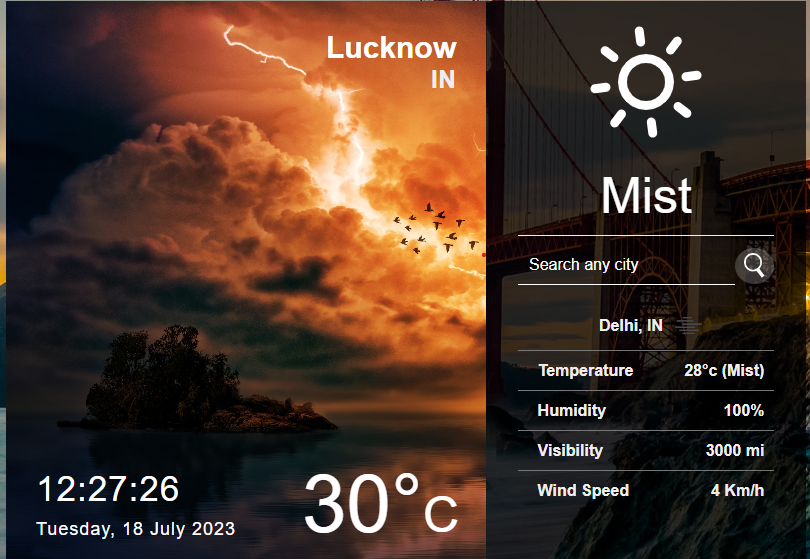 Lucknow
IN
12:27:26
Tuesday, 18 July 2023
30°C
Mist
Search any city
Delhi, IN
Temperature 28°c (Mist)
Humidity 100%
Visibility 3000 mi
Wind Speed 4 Km/h